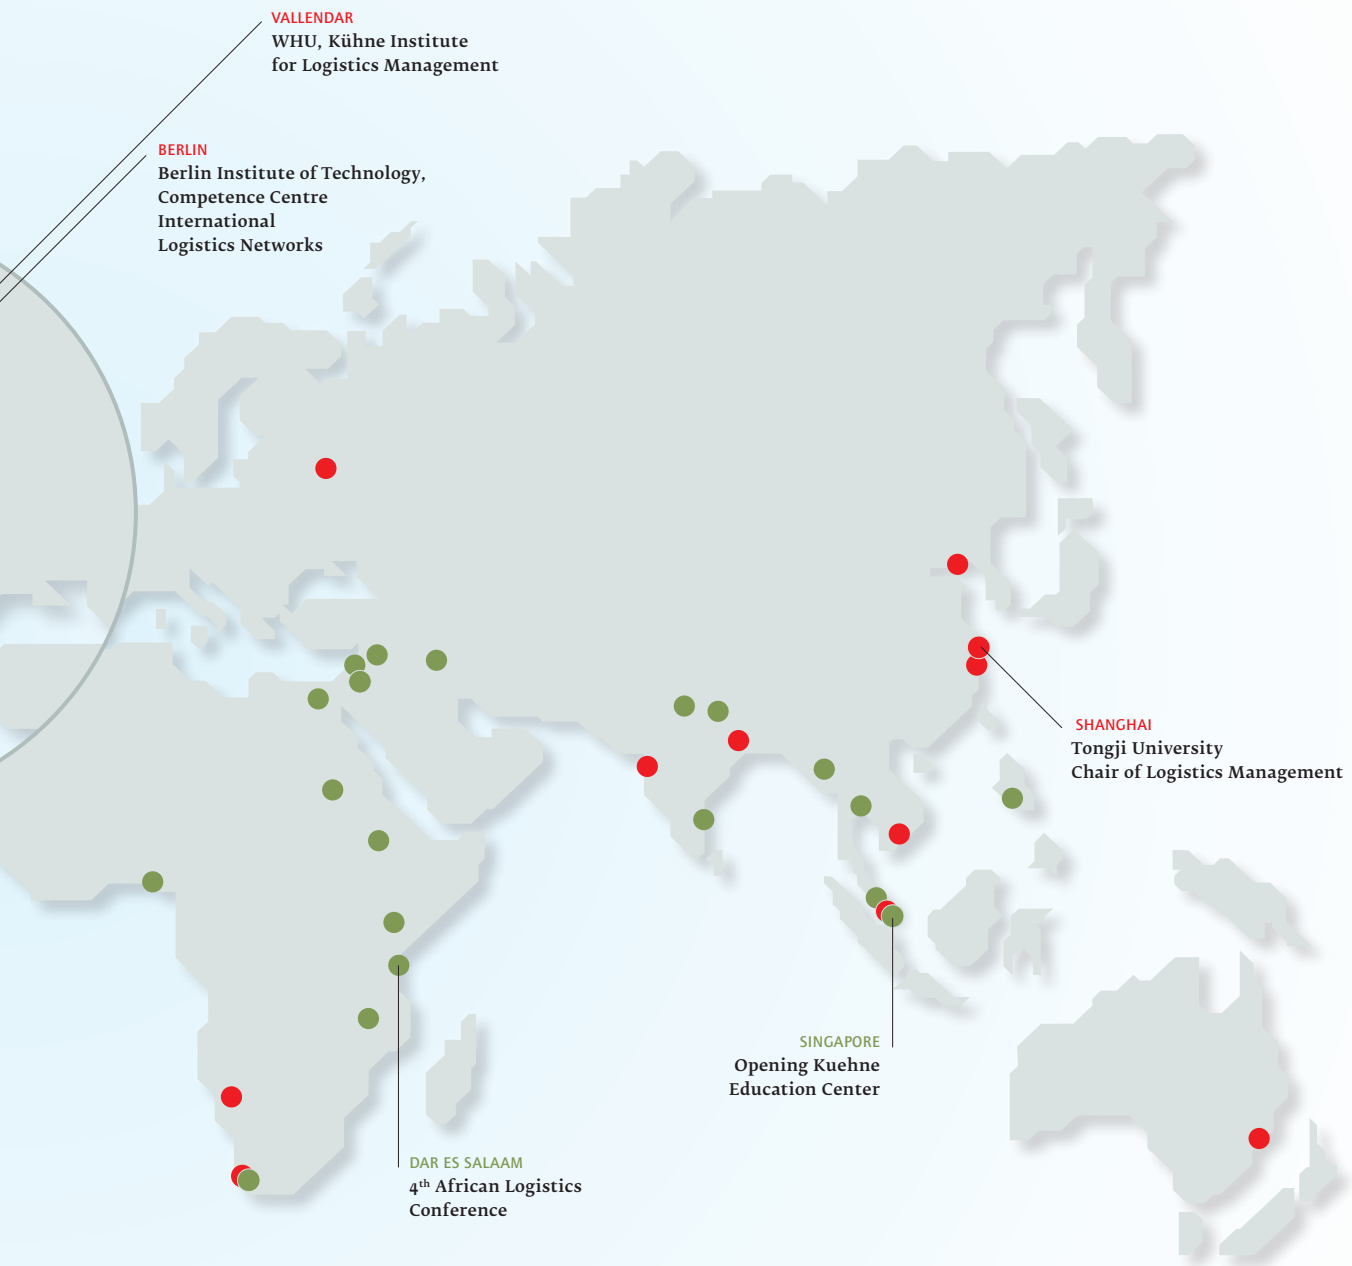 VALLENDAR
WHU, Kühne Institute
for Logistics Management
BERLIN
Berlin Institute of Technology,
Competence Centre
International
Logistics Networks
SHANGHAI
Tongji University
Chair of Logistics Management
SINGAPORE
Opening Kuehne
Education Center
DAR ES SALAAM
4th African Logistics
Conference